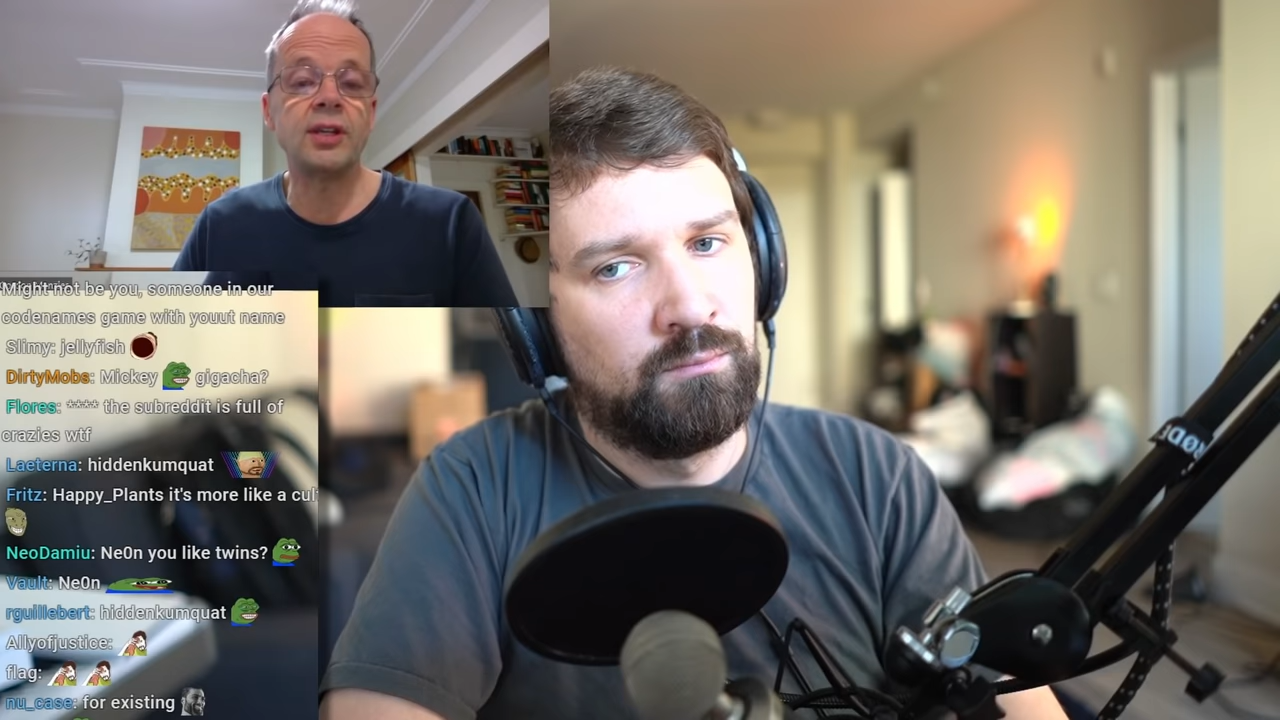 Might not be you, someone in our
codenames game with youut name
Slimy: jellyfish
DirtyMobs: Mickey gigacha?
Flores: **** the subreddit is full of
crazies wtf
Laeterna: hiddenkumquat
Fritz: Happy_Plants it's more like a cul
NeoDamiu: Ne0n you like twins?
Vault: Ne0n
rguillebert: hiddenkumquat
Allyofjustice:
flag:
nu_case: for existing
RØDE